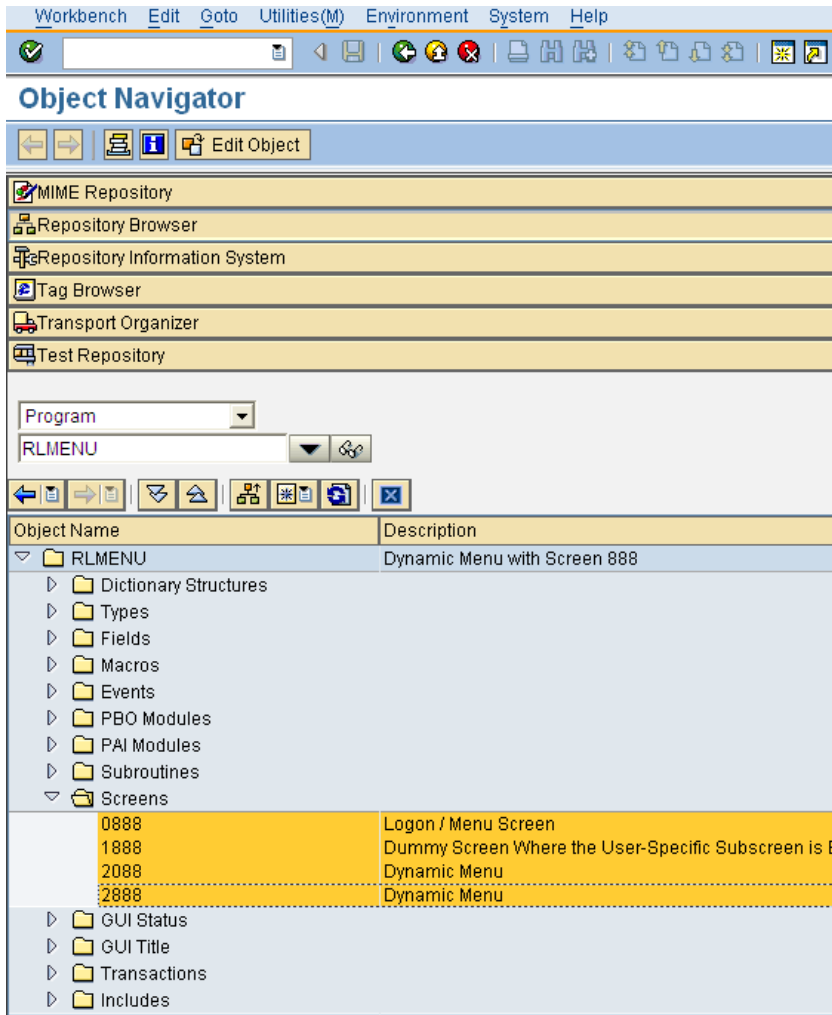 Workbench Edit Goto Utilities(M) Environment System Help
Object Navigator
Edit Object
MIME Repository
Repository Browser
Repository Information System
Tag Browser
Transport Organizer
Test Repository
Program
RLMENU
Object Name Description
RLMENU Dynamic Menu with Screen 888
Dictionary Structures
Types
Fields
Macros
Events
PBO Modules
PAI Modules
Subroutines
Screens
0888 Logon / Menu Screen
1888 Dummy Screen Where the User-Specific Subscreen is
2088 Dynamic Menu
2888 Dynamic Menu
GUI Status
GUI Title
Transactions
Includes